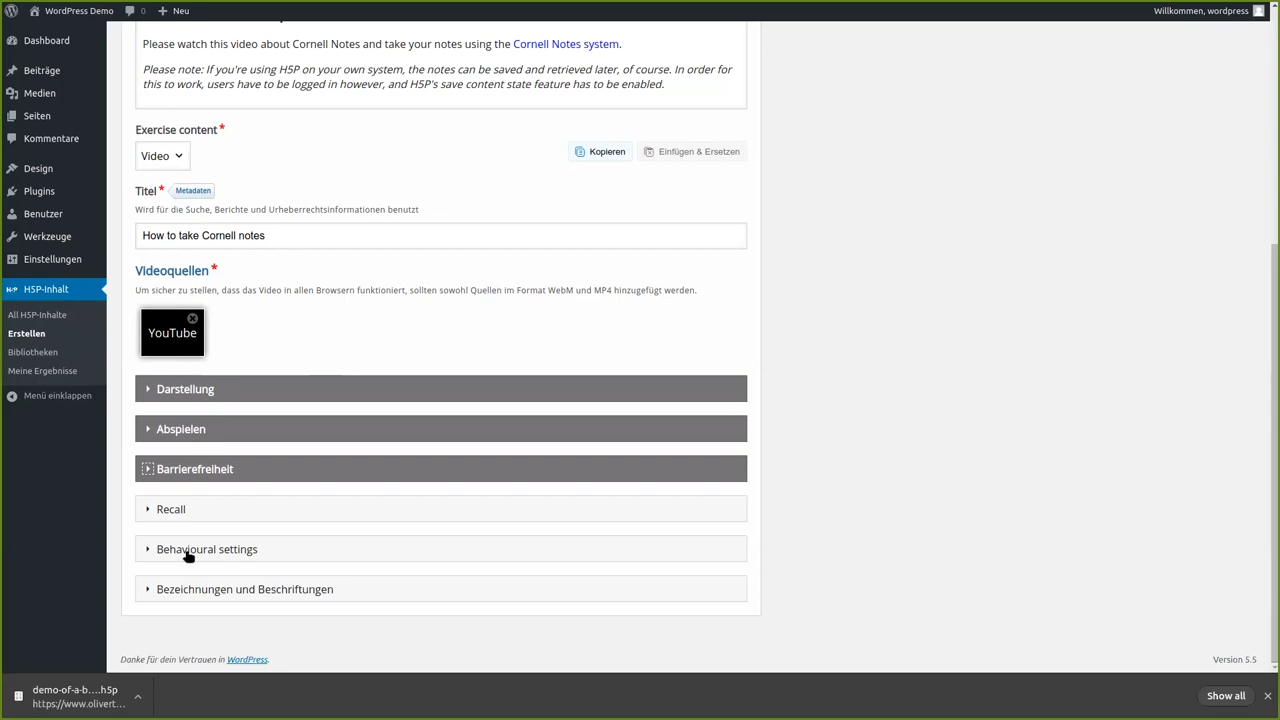 WordPress Demo
0
Neu
Willkommen, wordpress
Dashboard
Beiträge
Medien
Seiten
Kommentare
Design
Plugins
Benutzer
Werkzeuge
Einstellungen
H5P-Inhalt
All H5P-Inhalte
Erstellen
Bibliotheken
Meine Ergebnisse
Menü einklappen
Please watch this video about Cornell Notes and take your notes using the Cornell Notes system.
Please note: If you're using H5P on your own system, the notes can be saved and retrieved later, of course. In order for
this to work, users have to be logged in however, and H5P's save content state feature has to be enabled.
Exercise content *
Video
Kopieren
Einfügen & Ersetzen
Titel * Metadaten
Wird für die Suche, Berichte und Urheberrechtsinformationen benutzt
How to take Cornell notes
Videoquellen *
Um sicher zu stellen, dass das Video in allen Browsern funktioniert, sollten sowohl Quellen im Format WebM und MP4 hinzugefügt werden.
YouTube
Darstellung
Abspielen
Barrierefreiheit
Recall
Behavioural settings
Bezeichnungen und Beschriftungen
Danke für dein Vertrauen in WordPress.
Version 5.5
demo-of-a-b....h5p
https://www.olivert...
Show all